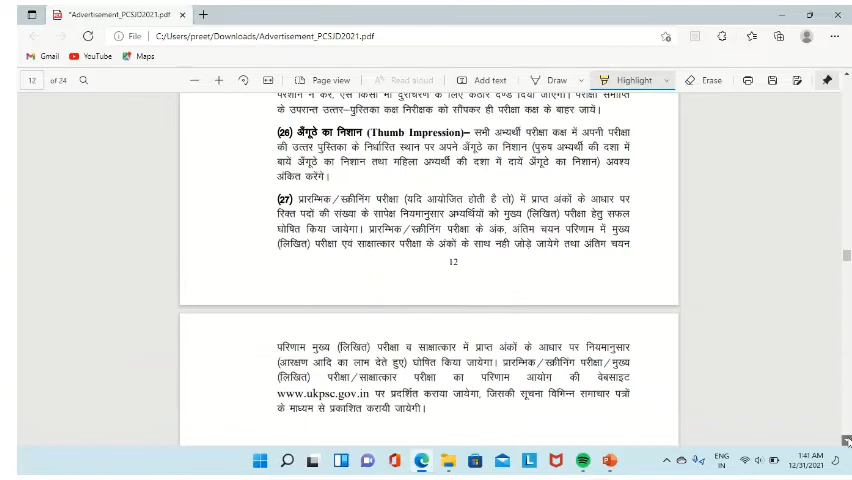 *Advertisement_PCSJD2021.pdf
File C:/Users/preet/Downloads/Advertisement_PCSJD2021.pdf
Gmail YouTube Maps
12 of 24 Page view Read aloud Add text Draw Highlight Erase
के उपरान्त उत्तर–पुस्तिका कक्ष निरीक्षक को सौंपकर ही परीक्षा कक्ष के बाहर जायें।
(26) अँगूठे का निशान (Thumb Impression)– सभी अभ्यर्थी परीक्षा कक्ष में अपनी परीक्षा
की उत्तर पुस्तिका के निर्धारित स्थान पर अपने अँगूठे का निशान (पुरुष अभ्यर्थी की दशा में
बायें अँगूठे का निशान तथा महिला अभ्यर्थी की दशा में दायें अँगूठे का निशान) अवश्य
अंकित करेंगे।
(27) प्रारम्भिक/स्क्रीनिंग परीक्षा (यदि आयोजित होती है तो) में प्राप्त अंकों के आधार पर
रिक्त पदों की संख्या के सापेक्ष नियमानुसार अभ्यर्थियों को मुख्य (लिखित) परीक्षा हेतु सफल
घोषित किया जायेगा। प्रारम्भिक/स्क्रीनिंग परीक्षा के अंक, अंतिम चयन परिणाम में मुख्य
(लिखित) परीक्षा एवं साक्षात्कार परीक्षा के अंकों के साथ नही जोड़े जायेगे तथा अंतिम चयन
12
परिणाम मुख्य (लिखित) परीक्षा व साक्षात्कार में प्राप्त अंकों के आधार पर नियमानुसार
(आरक्षण आदि का लाभ देते हुए) घोषित किया जायेगा। प्रारम्भिक/स्क्रीनिंग परीक्षा/मुख्य
(लिखित) परीक्षा/साक्षात्कार परीक्षा का परिणाम आयोग की वेबसाइट
www.ukpsc.gov.in पर प्रदर्शित कराया जायेगा, जिसकी सूचना विभिन्न समाचार पत्रों
के माध्यम से प्रकाशित करायी जायेगी।
ENG 1:41 AM
IN 12/31/2021